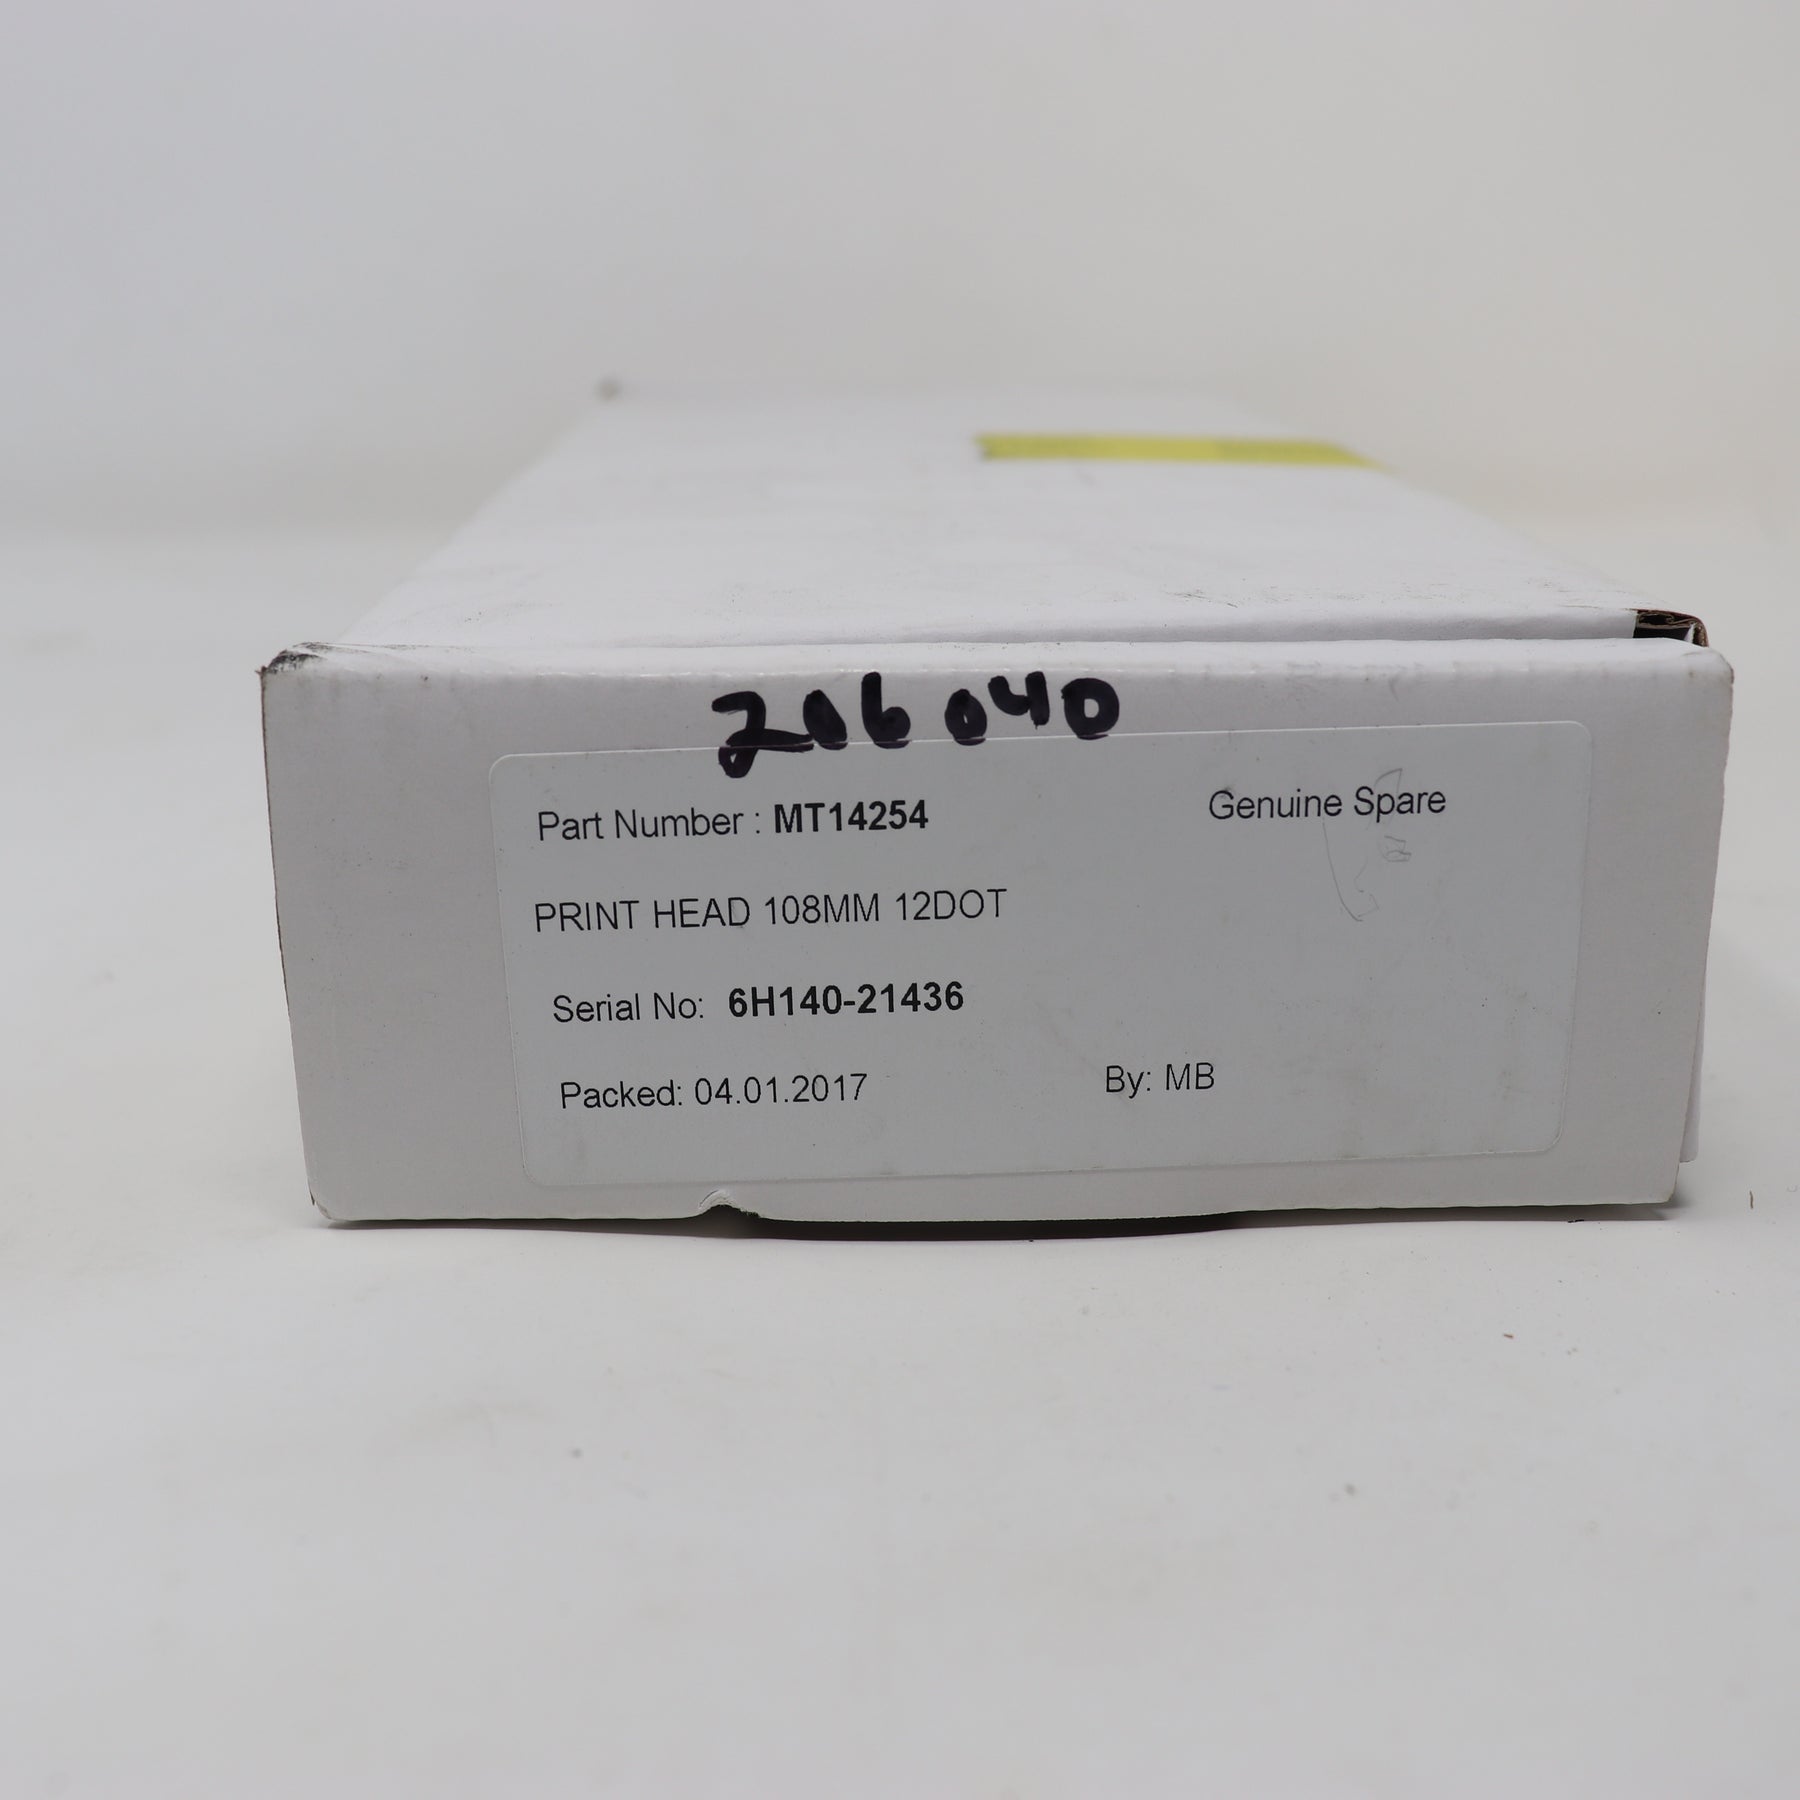 206040
Part Number : MT14254 Genuine Spare
PRINT HEAD 108MM 12DOT
Serial No: 6H140-21436
Packed: 04.01.2017 By: MB